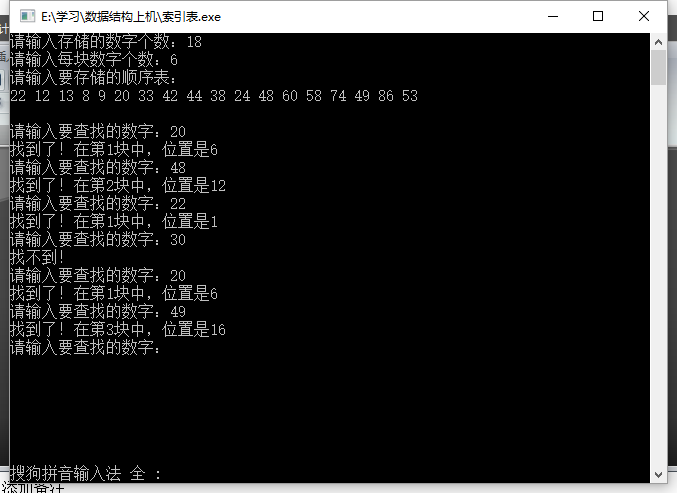 E:\学习\数据结构上机\索引表.exe
请输入存储的数字个数：18
请输入每块数字个数：6
请输入要存储的顺序表：
22 12 13 8 9 20 33 42 44 38 24 48 60 58 74 49 86 53
请输入要查找的数字：20
找到了！在第1块中，位置是6
请输入要查找的数字：48
找到了！在第2块中，位置是12
请输入要查找的数字：22
找到了！在第1块中，位置是1
请输入要查找的数字：30
找不到！
请输入要查找的数字：20
找到了！在第1块中，位置是6
请输入要查找的数字：49
找到了！在第3块中，位置是16
请输入要查找的数字：
搜狗拼音输入法 全 ：
添加备注